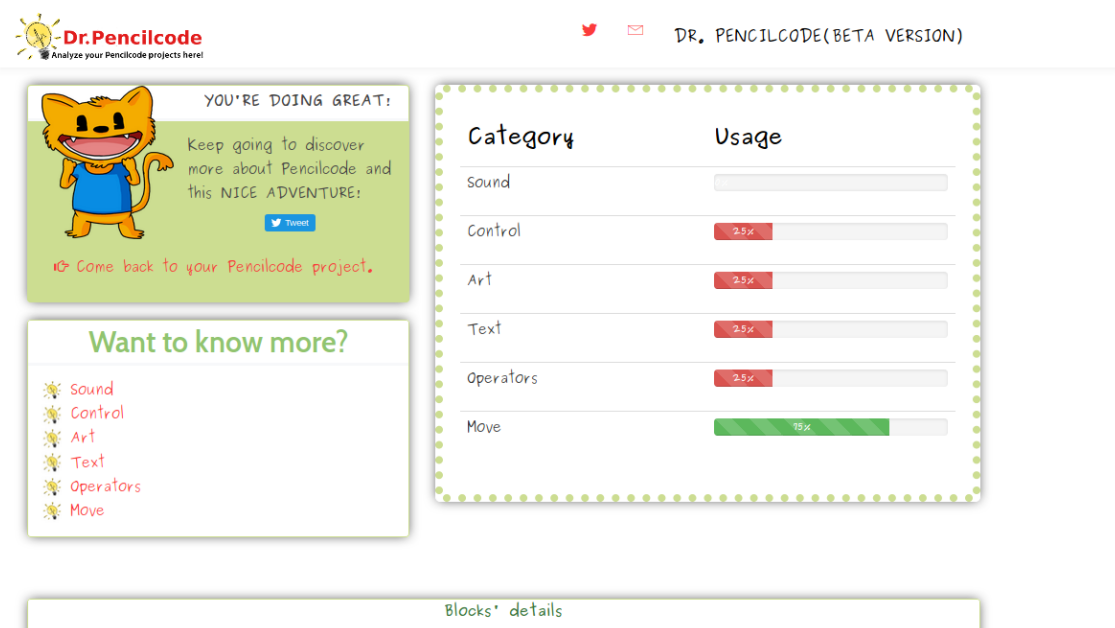 Dr.Pencilcode
Analyze your Pencilcode projects here!
DR. PENCILCODE(BETA VERSION)
YOU'RE DOING GREAT!
Keep going to discover
more about Pencilcode and
this NICE ADVENTURE!
Tweet
Come back to your Pencilcode project.
Want to know more?
Sound
Control
Art
Text
Operators
Move
Category Usage
Sound
Control 25%
Art 25%
Text 25%
Operators 25%
Move 75%
Blocks' details